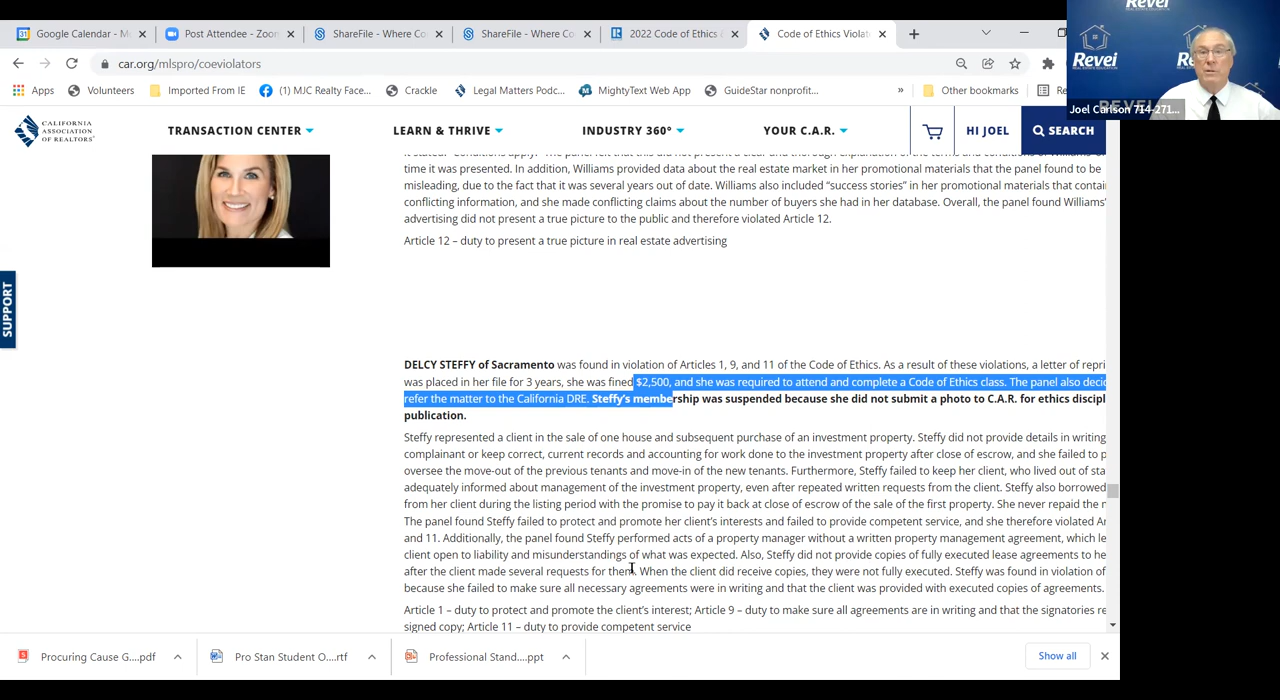 Google Calendar - M
Post Attendee - Zoon
ShareFile - Where Co
ShareFile - Where Co
2022 Code of Ethics &
Code of Ethics Violat
car.org/mlspro/coeviolators
Apps
Volunteers
Imported From IE
(1) MJC Realty Face...
Crackle
Legal Matters Podc...
MightyText Web App
GuideStar nonprofit...
»
Other bookmarks
Re
Revei
Revei
REAL ESTATE EDUCATION
Joel Carlson 714-271...
CALIFORNIA
ASSOCIATION
OF REALTORS®
TRANSACTION CENTER
LEARN & THRIVE
INDUSTRY 360°
YOUR C.A.R.
HI JOEL
SEARCH
time it was presented. In addition, Williams provided data about the real estate market in her promotional materials that the panel found to be
misleading, due to the fact that it was several years out of date. Williams also included “success stories” in her promotional materials that contai
conflicting information, and she made conflicting claims about the number of buyers she had in her database. Overall, the panel found Williams’
advertising did not present a true picture to the public and therefore violated Article 12.
Article 12 – duty to present a true picture in real estate advertising
SUPPORT
DELCY STEFFY of Sacramento was found in violation of Articles 1, 9, and 11 of the Code of Ethics. As a result of these violations, a letter of repri
was placed in her file for 3 years, she was fined $2,500, and she was required to attend and complete a Code of Ethics class. The panel also decid
refer the matter to the California DRE. Steffy’s membership was suspended because she did not submit a photo to C.A.R. for ethics discipl
publication.
Steffy represented a client in the sale of one house and subsequent purchase of an investment property. Steffy did not provide details in writing
complainant or keep correct, current records and accounting for work done to the investment property after close of escrow, and she failed to p
oversee the move-out of the previous tenants and move-in of the new tenants. Furthermore, Steffy failed to keep her client, who lived out of sta
adequately informed about management of the investment property, even after repeated written requests from the client. Steffy also borrowed
from her client during the listing period with the promise to pay it back at close of escrow of the sale of the first property. She never repaid the
The panel found Steffy failed to protect and promote her client’s interests and failed to provide competent service, and she therefore violated Ar
and 11. Additionally, the panel found Steffy performed acts of a property manager without a written property management agreement, which le
client open to liability and misunderstandings of what was expected. Also, Steffy did not provide copies of fully executed lease agreements to he
after the client made several requests for them. When the client did receive copies, they were not fully executed. Steffy was found in violation of
because she failed to make sure all necessary agreements were in writing and that the client was provided with executed copies of agreements.
Article 1 – duty to protect and promote the client’s interest; Article 9 – duty to make sure all agreements are in writing and that the signatories re
signed copy; Article 11 – duty to provide competent service
Procuring Cause G....pdf
Pro Stan Student O...rtf
Professional Stand....ppt
Show all